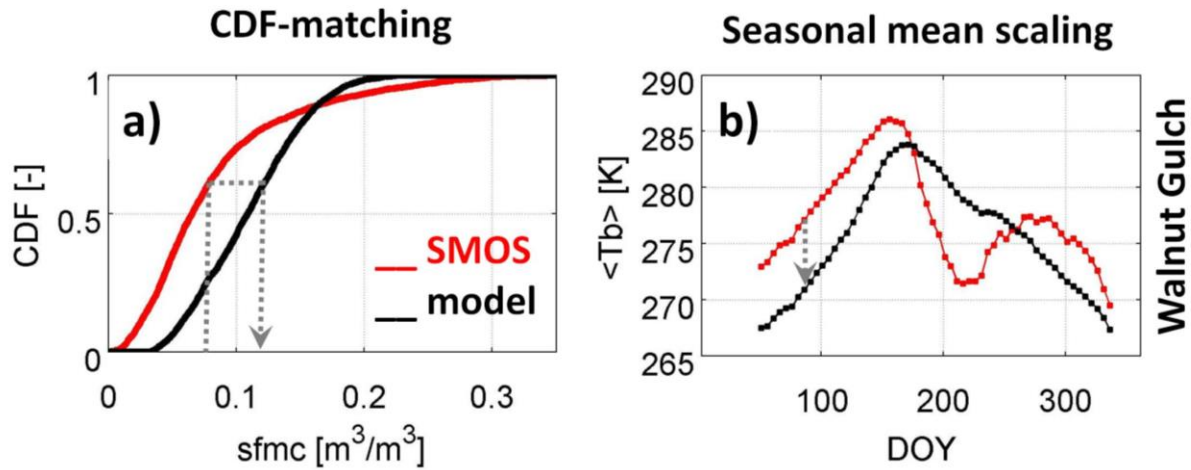 CDF-matching
a)
CDF [-]
1
0.5
0
SMOS
model
0
0.1
0.2
0.3
sfmc [m³/m³]
Seasonal mean scaling
b)
<Tb> [K]
290
285
280
275
270
265
100
200
300
DOY
Walnut Gulch